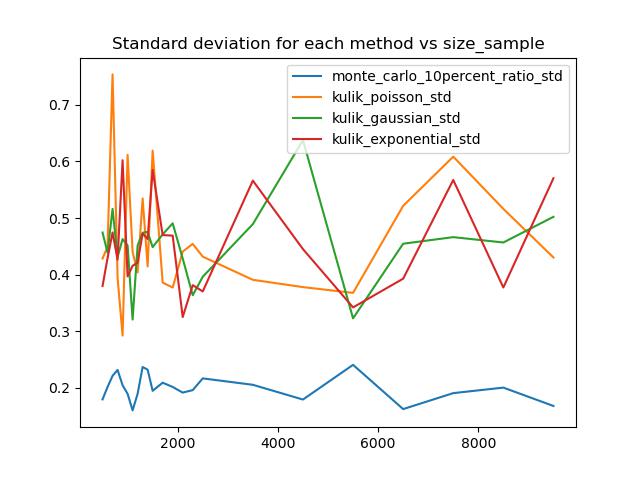 Standard deviation for each method vs size_sample
monte_carlo_10percent_ratio_std
kulik_poisson_std
kulik_gaussian_std
kulik_exponential_std
0.7
0.6
0.5
0.4
0.3
0.2
2000 4000 6000 8000